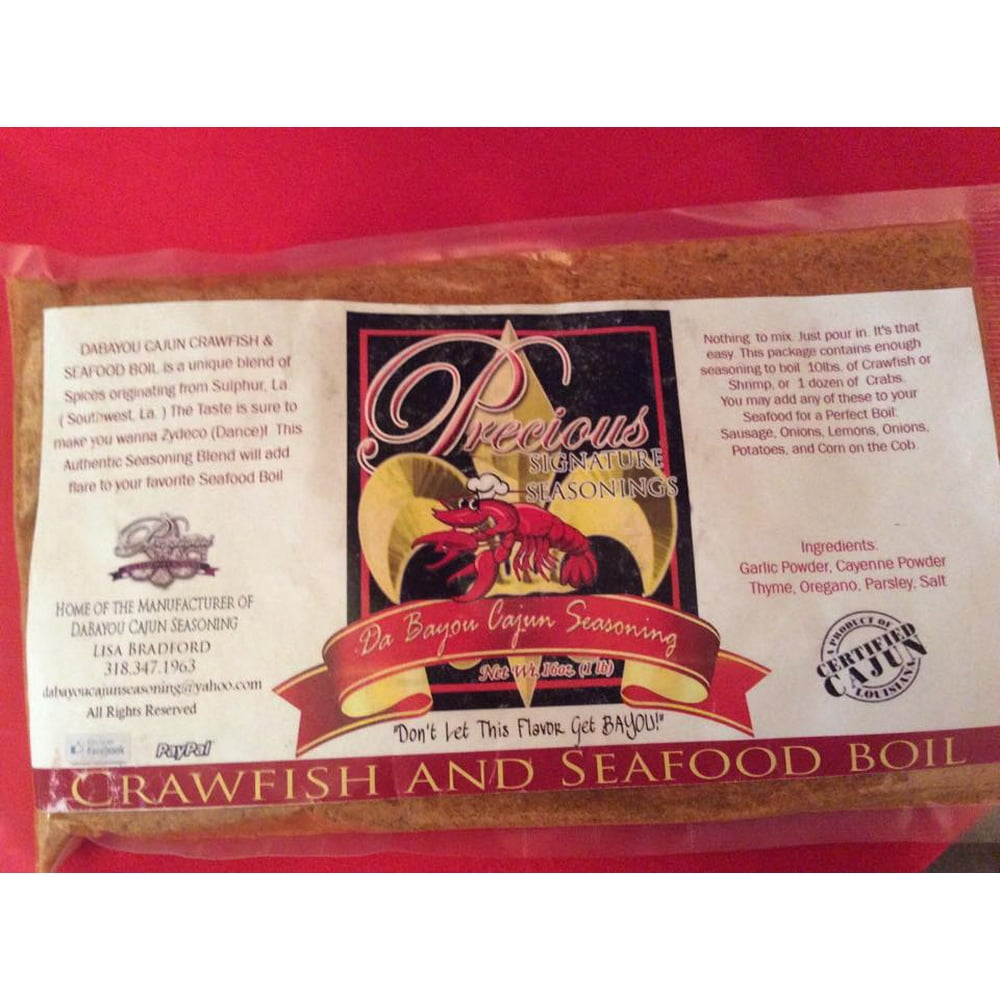 DABAYOU CAJUN CRAWFISH &
SEAFOOD BOIL is a unique blend of
Spices originating from Sulphur, La.
( Southwest, La. ) The Taste is sure to
make you wanna Zydeco (Dance)! This
Authentic Seasoning Blend will add
flare to your favorite Seafood Boil
Precious
HOME OF THE MANUFACTURER OF
DABAYOU CAJUN SEASONING
LISA BRADFORD
318.347.1963
dabayoucajunseasoning@yahoo.com
All Rights Reserved
Facebook
PayPal
Precious
SIGNATURE
SEASONINGS
Da Bayou Cajun Seasoning
Net Wt. 16oz. (1 lb)
"Don't Let This Flavor Get BAYOU!"
Nothing to mix. Just pour in. It's that
easy. This package contains enough
seasoning to boil 10lbs. of Crawfish or
Shrimp, or 1 dozen of Crabs.
You may add any of these to your
Seafood for a Perfect Boil:
Sausage, Onions, Lemons, Onions,
Potatoes, and Corn on the Cob.
Ingredients:
Garlic Powder, Cayenne Powder
Thyme, Oregano, Parsley, Salt
A PRODUCT OF
CERTIFIED
CAJUN
LOUISIANA
CRAWFISH AND SEAFOOD BOIL